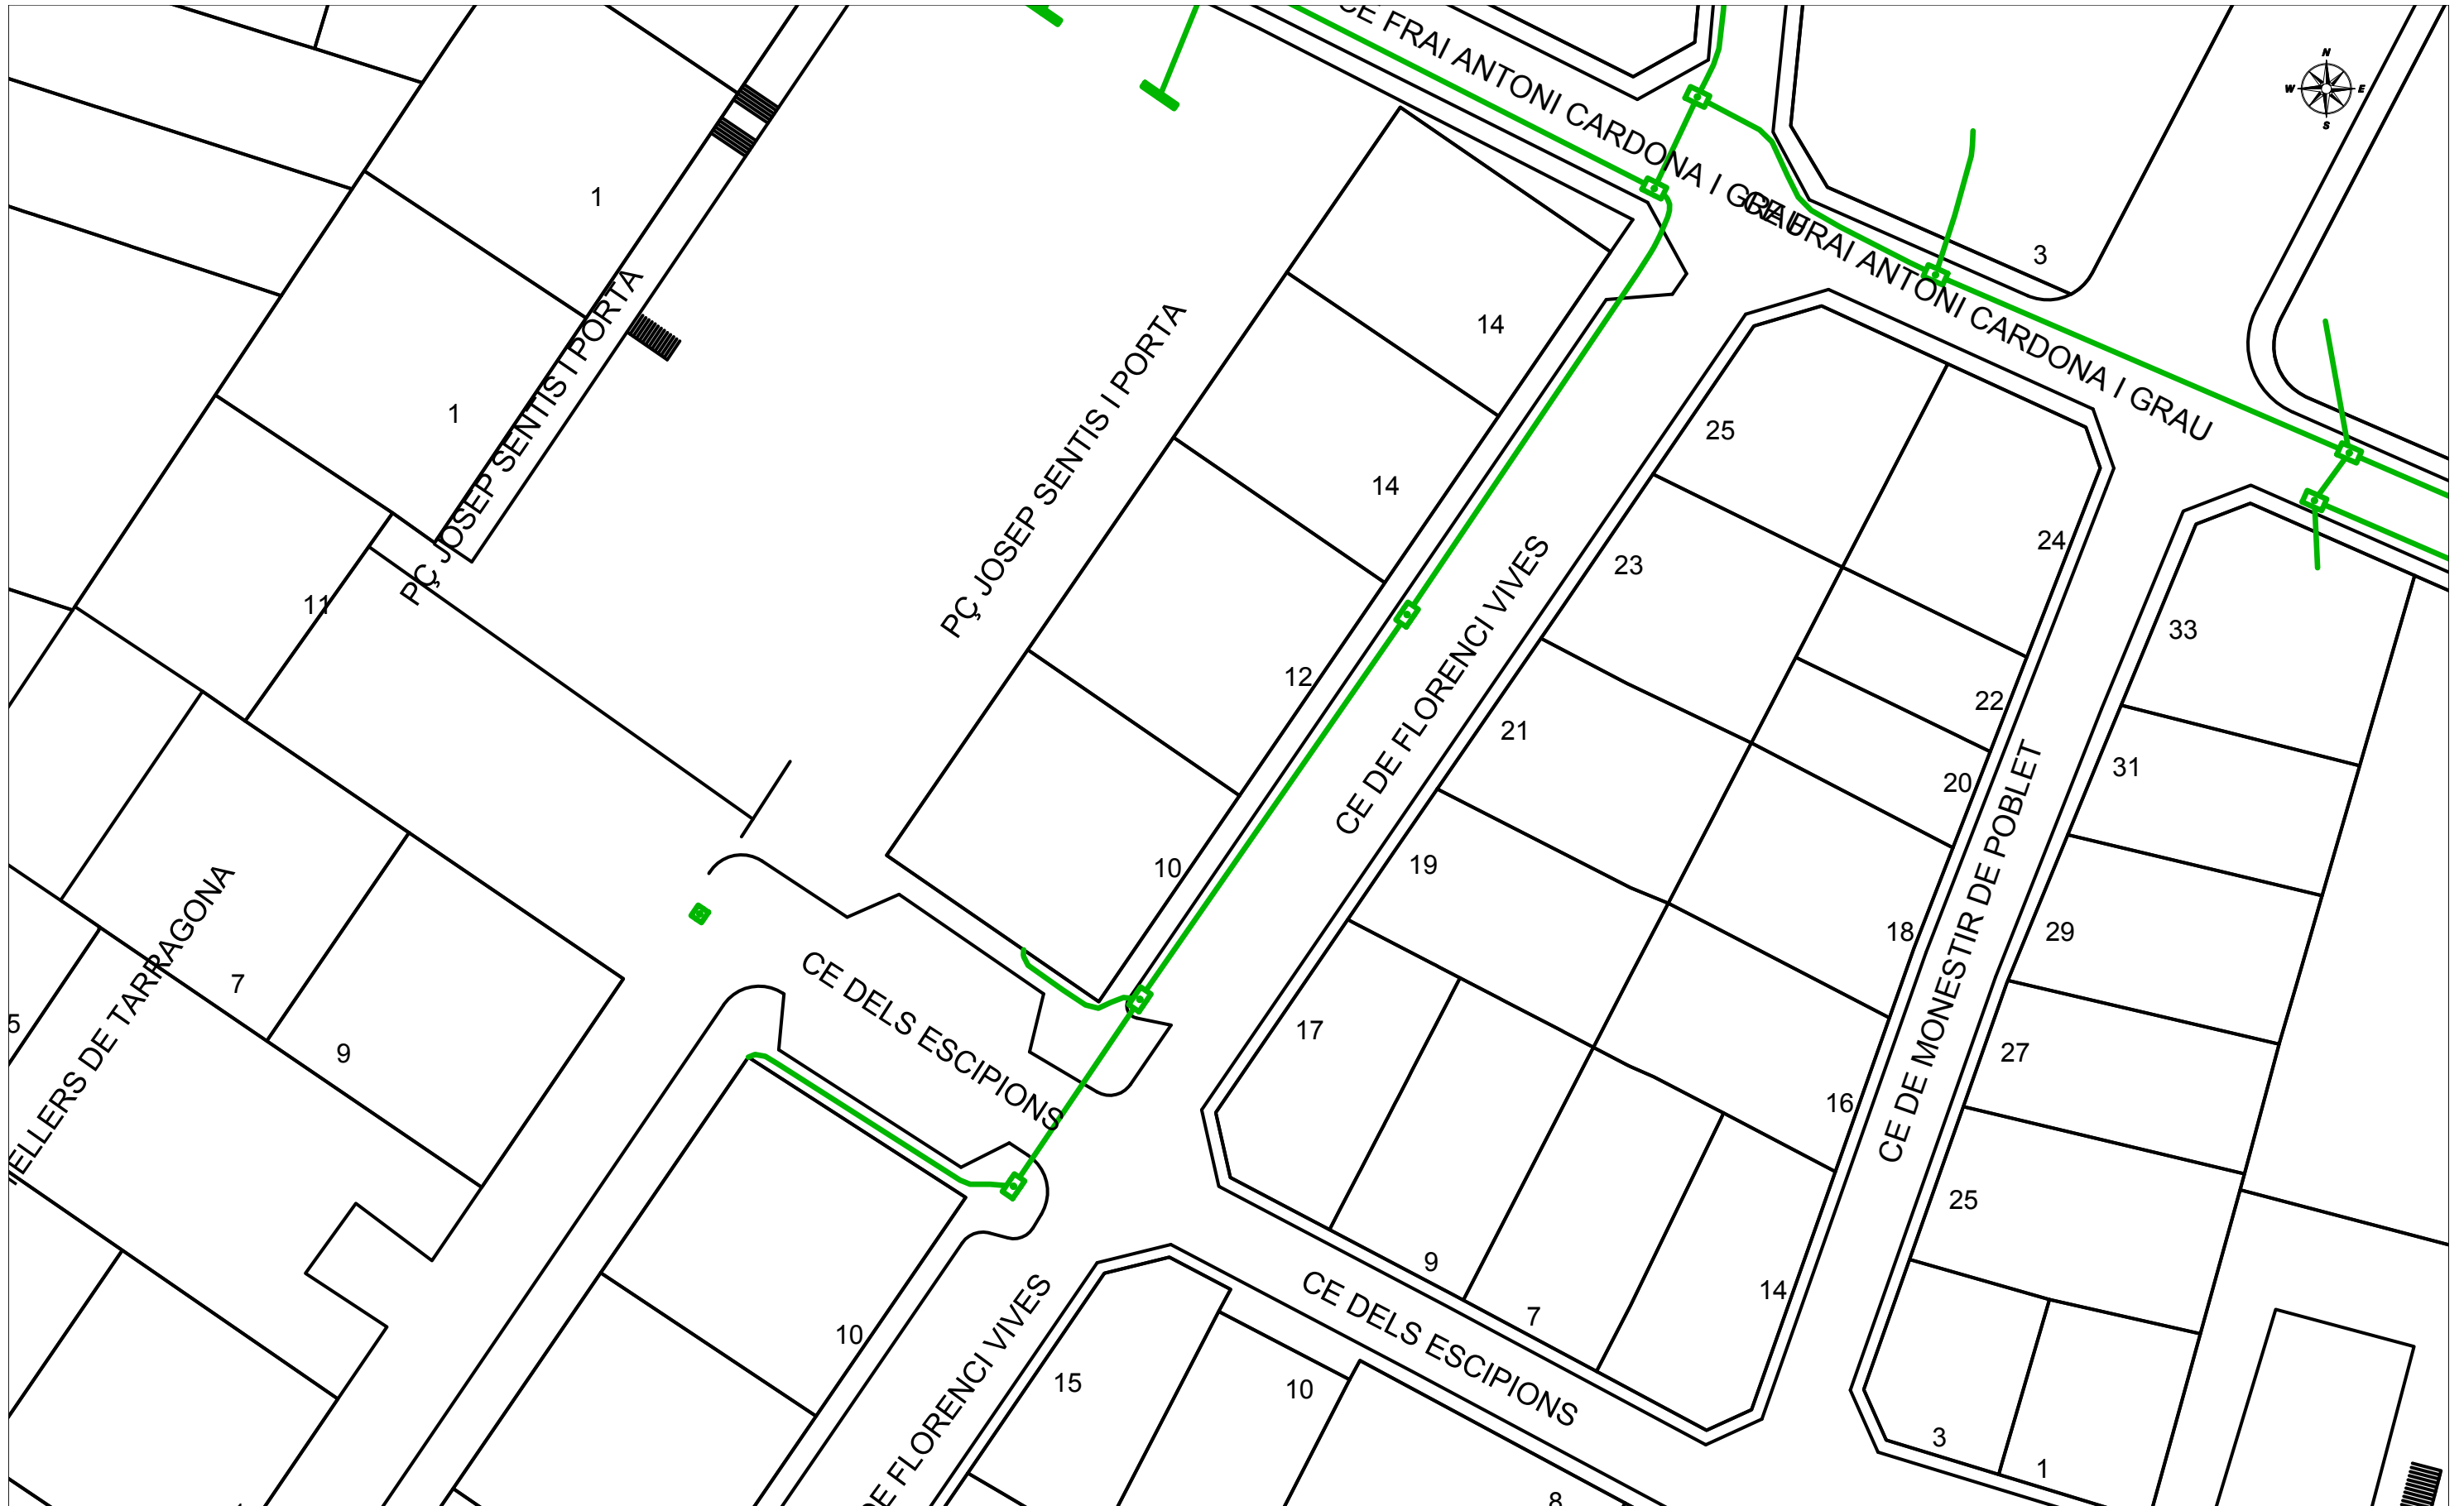 CE FRAI ANTONI CARDONA I GRAU
N
W E
S
1
CE FRAI ANTONI CARDONA I GRAU
3
PÇ JOSEP SENTIS I PORTA
PÇ JOSEP SENTIS I PORTA
14
1
25
14
24
23
11
33
CE DE FLORENCI VIVES
12
22
21
31
20
19
10
CE DE MONESTIR DE POBLET
18
29
7
CE DELS ESCIPIONS
5
17
9
27
ELLERS DE TARRAGONA
16
25
9
14
CE DELS ESCIPIONS
7
10
DE FLORENCI VIVES
15
10
3
1
8